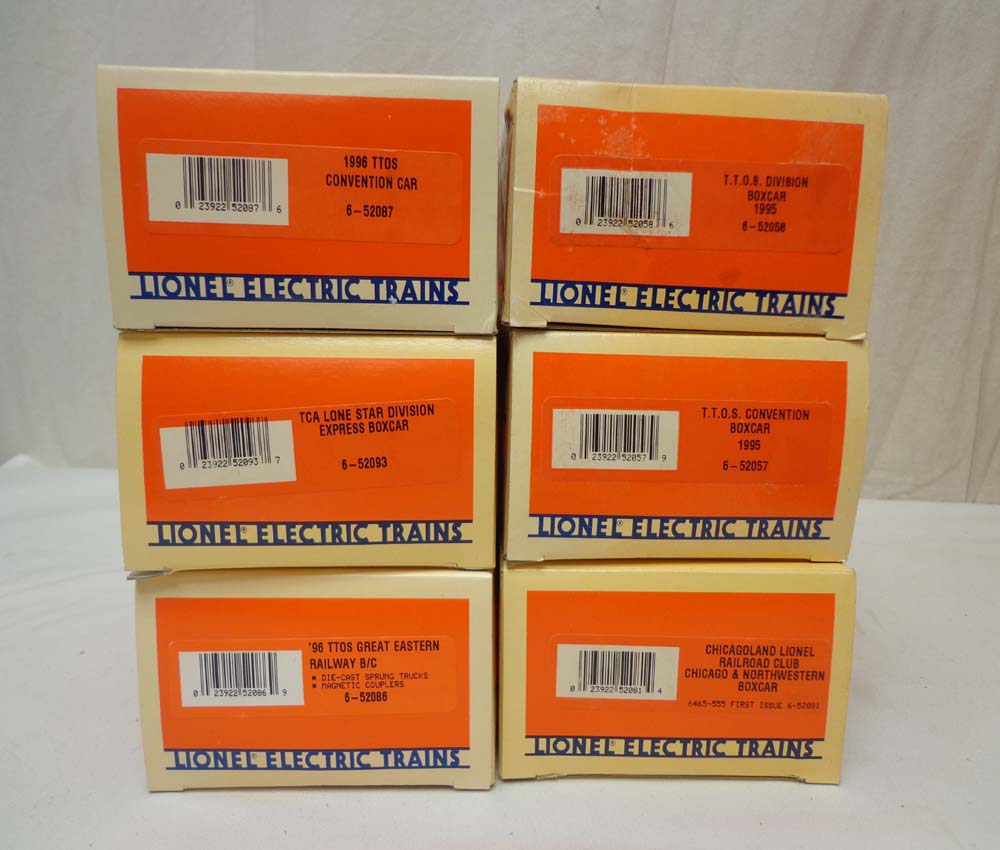 1996 TTOS
CONVENTION CAR
6-52087
0 23922 52087 6
LIONEL® ELECTRIC TRAINS
T.T.O.S. DIVISION
BOXCAR
1995
6-52058
0 23922 52058 6
LIONEL® ELECTRIC TRAINS
TCA LONE STAR DIVISION
EXPRESS BOXCAR
6-52093
0 23922 52093 7
LIONEL® ELECTRIC TRAINS
T.T.O.S. CONVENTION
BOXCAR
1995
6-52057
0 23922 52057 9
LIONEL® ELECTRIC TRAINS
'96 TTOS GREAT EASTERN
RAILWAY B/C
* DIE-CAST SPRUNG TRUCKS
* MAGNETIC COUPLERS
6-52086
0 23922 52086 9
LIONEL® ELECTRIC TRAINS
CHICAGOLAND LIONEL
RAILROAD CLUB
CHICAGO & NORTHWESTERN
BOXCAR
6465-555 FIRST ISSUE 6-52081
0 23922 52081 4
LIONEL® ELECTRIC TRAINS